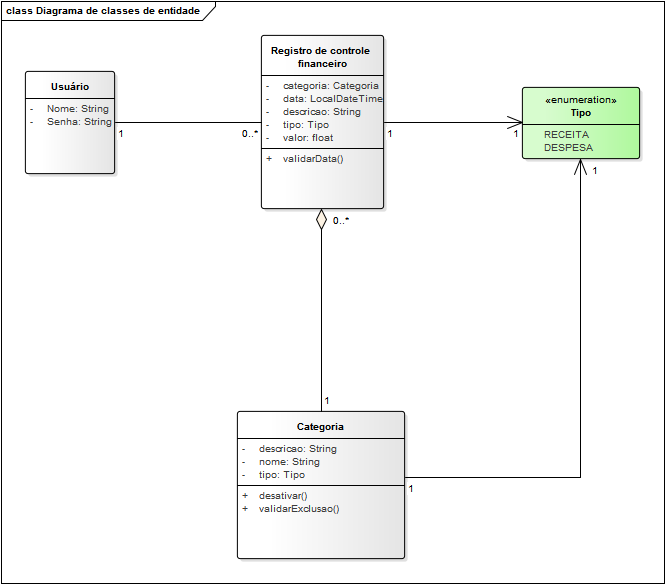 class Diagrama de classes de entidade
Usuário
- Nome: String
- Senha: String
1
0..*
Registro de controle
financeiro
- categoria: Categoria
- data: LocalDateTime
- descricao: String
- tipo: Tipo
- valor: float
+ validarData()
1
1
«enumeration»
Tipo
RECEITA
DESPESA
1
0..*
1
Categoria
- descricao: String
- nome: String
- tipo: Tipo
+ desativar()
+ validarExclusao()
1